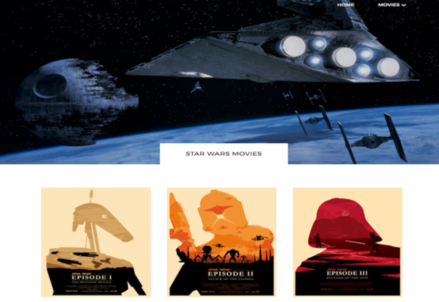 HOME MOVIES
STAR WARS MOVIES
STAR WARS
EPISODE I
THE PHANTOM MENACE
STAR WARS
EPISODE II
ATTACK OF THE CLONES
STAR WARS
EPISODE III
REVENGE OF THE SITH